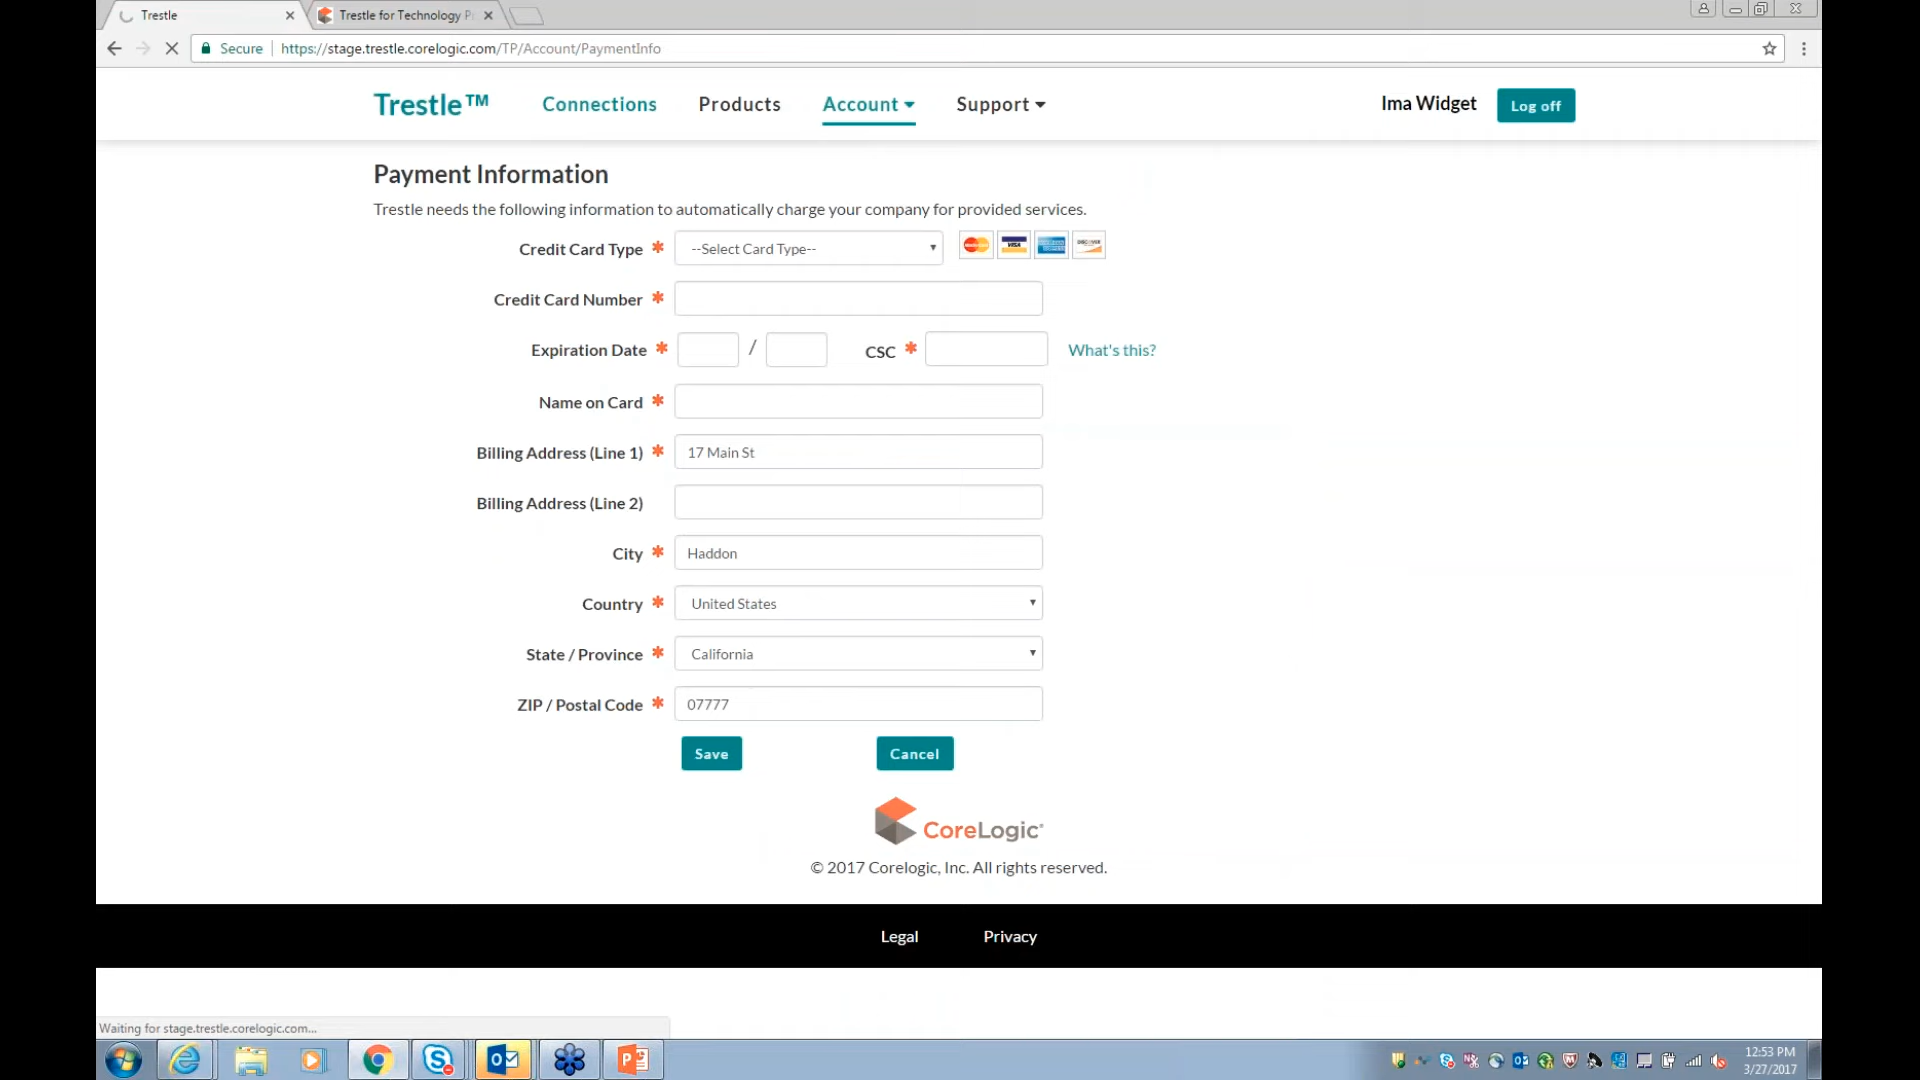 Trestle
Trestle for Technology P
Secure https://stage.trestle.corelogic.com/TP/Account/PaymentInfo
Trestle™ Connections Products Account Support Ima Widget Log off
Payment Information
Trestle needs the following information to automatically charge your company for provided services.
Credit Card Type * --Select Card Type-- VISA DISCOVER
Credit Card Number *
Expiration Date * / CSC * What's this?
Name on Card *
Billing Address (Line 1) * 17 Main St
Billing Address (Line 2)
City * Haddon
Country * United States
State / Province * California
ZIP / Postal Code * 07777
Save Cancel
CoreLogic®
© 2017 Corelogic, Inc. All rights reserved.
Legal Privacy
Waiting for stage.trestle.corelogic.com...
12:53 PM
3/27/2017